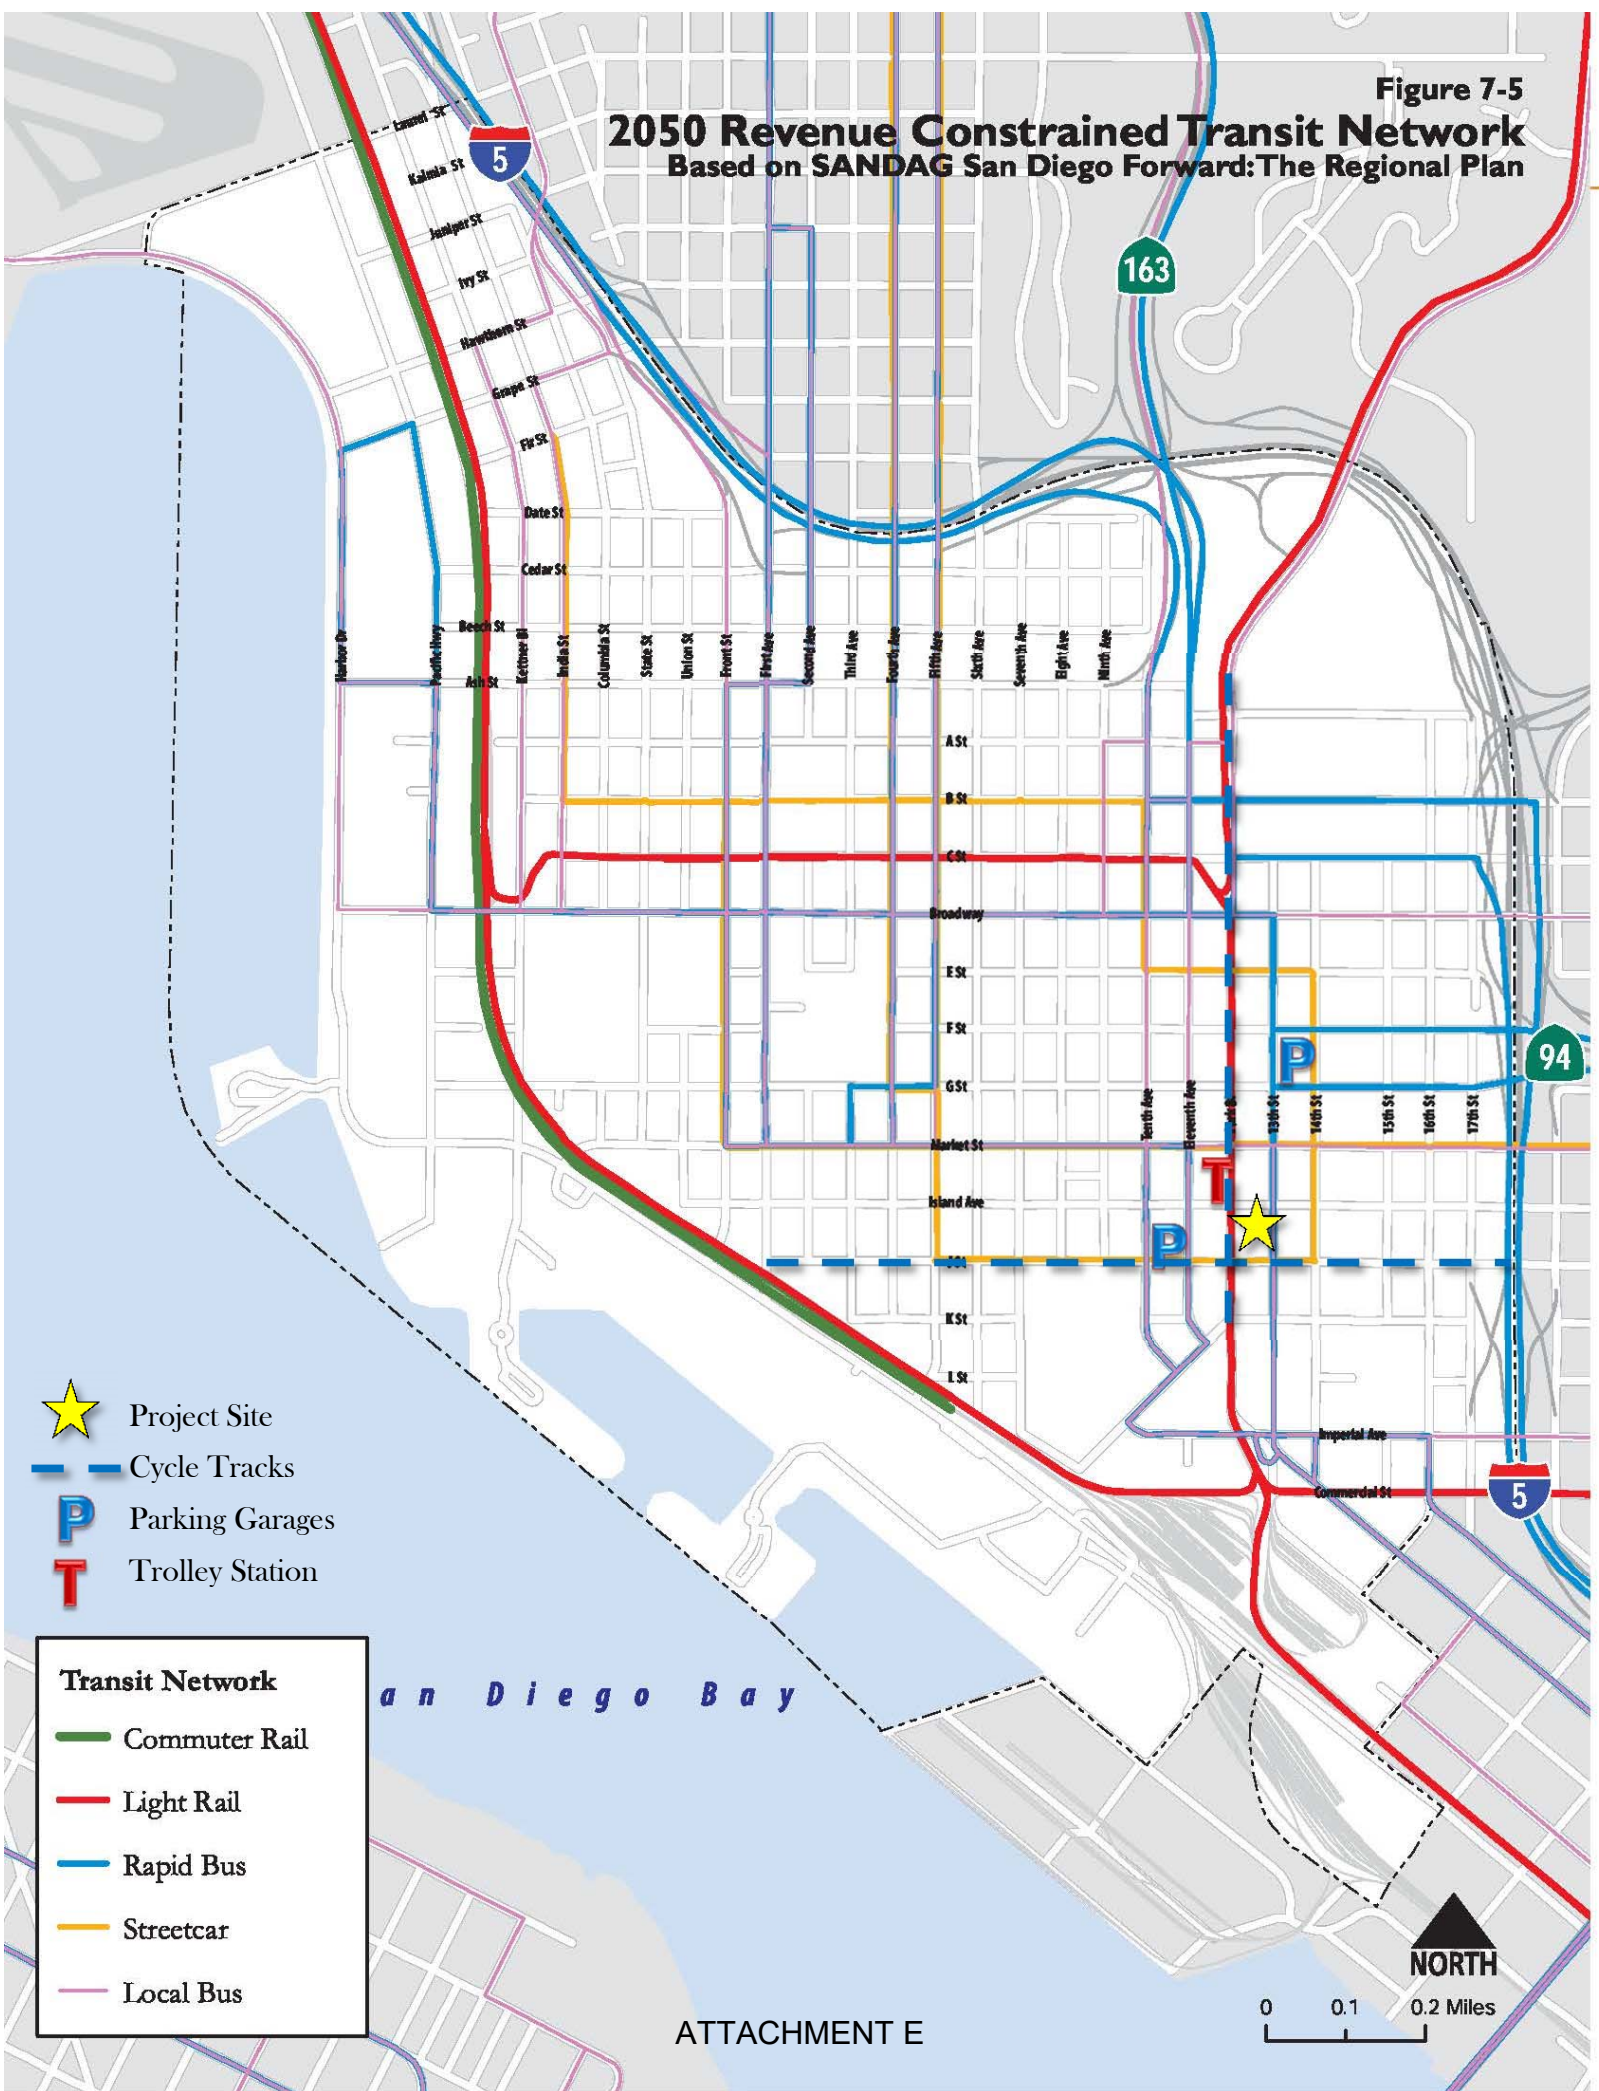 Figure 7-5
2050 Revenue Constrained Transit Network
Based on SANDAG San Diego Forward: The Regional Plan
Laurel St
5
Kalmia St
Juniper St
163
Ivy St
Hawthorn St
Grape St
Fir St
Date St
Cedar St
Beech St
Ash St
Harbor Dr
Pacific Hwy
Kettner Bl
India St
Columbia St
State St
Union St
Front St
First Ave
Second Ave
Third Ave
Fourth Ave
Fifth Ave
Sixth Ave
Seventh Ave
Eight Ave
Ninth Ave
A St
B St
C St
Broadway
E St
F St
P
94
G St
Tenth Ave
Eleventh Ave
13th St
14th St
15th St
16th St
17th St
Market St
T
Island Ave
P
K St
L St
Imperial Ave
Commercial St
5
Project Site
Cycle Tracks
P Parking Garages
T Trolley Station
Transit Network
Commuter Rail
Light Rail
Rapid Bus
Streetcar
Local Bus
an Diego Bay
NORTH
0 0.1 0.2 Miles
ATTACHMENT E